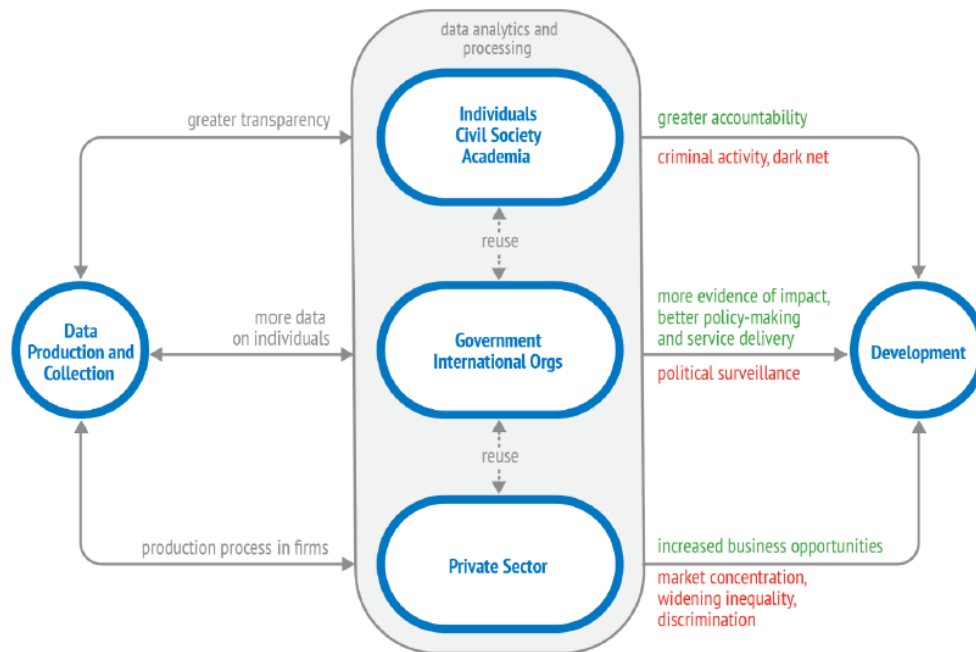 data analytics and
processing
greater transparency
Individuals
Civil Society
Academia
greater accountability
criminal activity, dark net
reuse
Data
Production and
Collection
more data
on individuals
Government
International Orgs
more evidence of impact,
better policy-making
and service delivery
political surveillance
Development
reuse
production process in firms
Private Sector
increased business opportunities
market concentration,
widening inequality,
discrimination